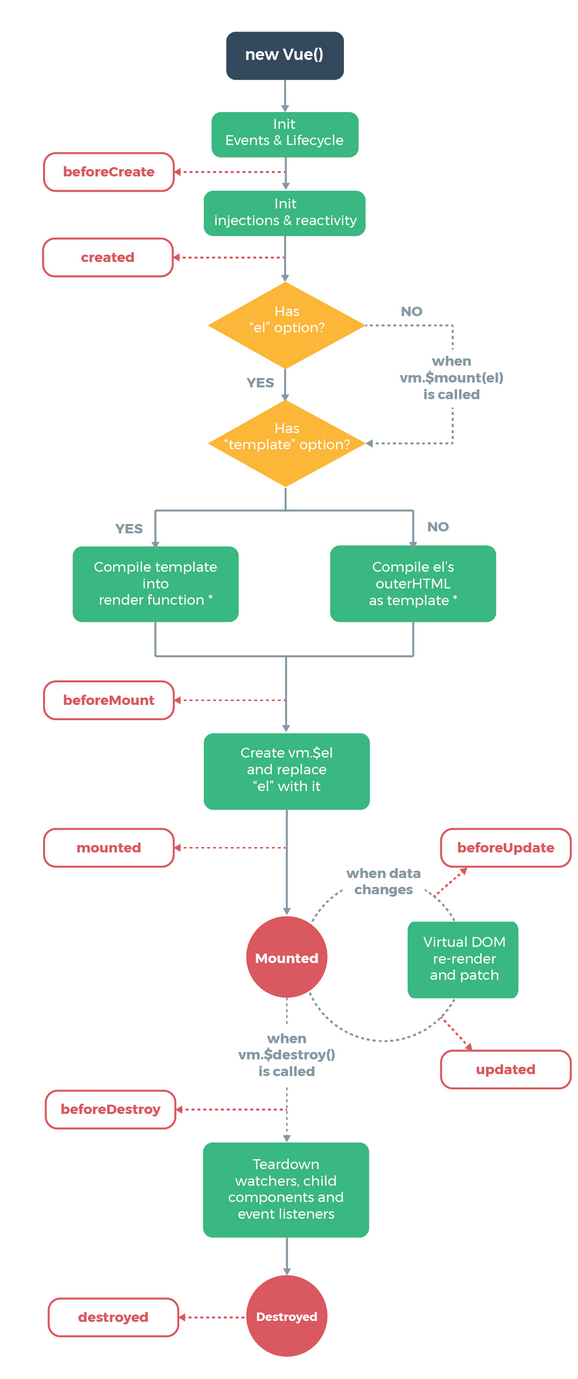 new Vue()
Init
Events & Lifecycle
beforeCreate
Init
injections & reactivity
created
Has
“el” option?
NO
when
vm.$mount(el)
is called
YES
Has
“template” option?
YES
NO
Compile template
into
render function *
Compile el’s
outerHTML
as template *
beforeMount
Create vm.$el
and replace
“el” with it
mounted
when data
changes
beforeUpdate
Mounted
Virtual DOM
re-render
and patch
updated
when
vm.$destroy()
is called
beforeDestroy
Teardown
watchers, child
components and
event listeners
destroyed
Destroyed